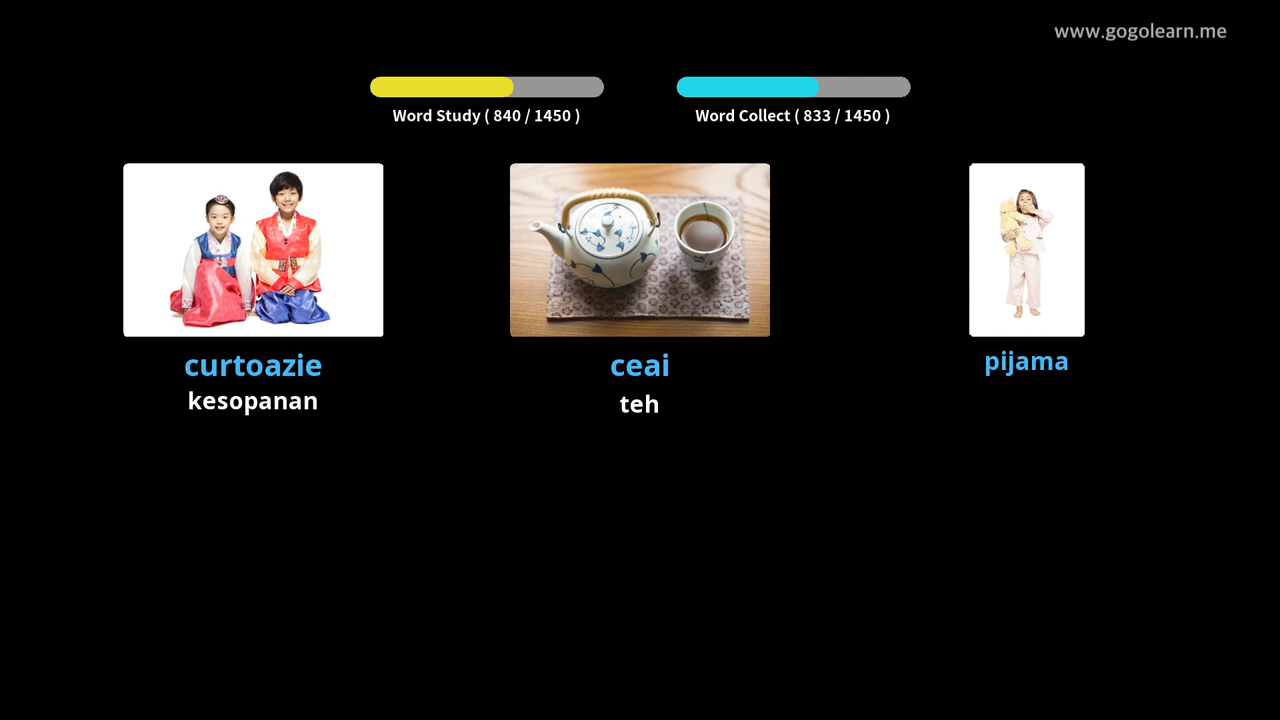 www.gogolearn.me
Word Study ( 840 / 1450 )
Word Collect ( 833 / 1450 )
curtoazie
kesopanan
ceai
teh
pijama